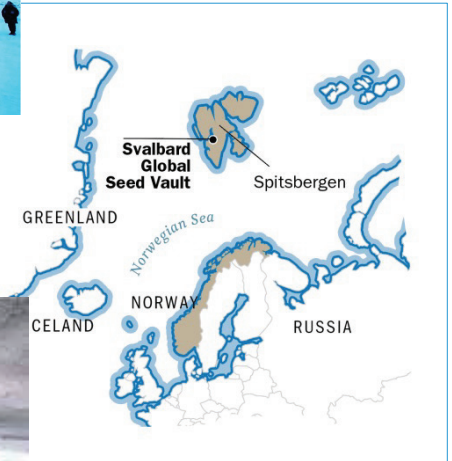 Svalbard
Global
Seed Vault
Spitsbergen
GREENLAND
Norwegian Sea
NORWAY
CELAND
RUSSIA